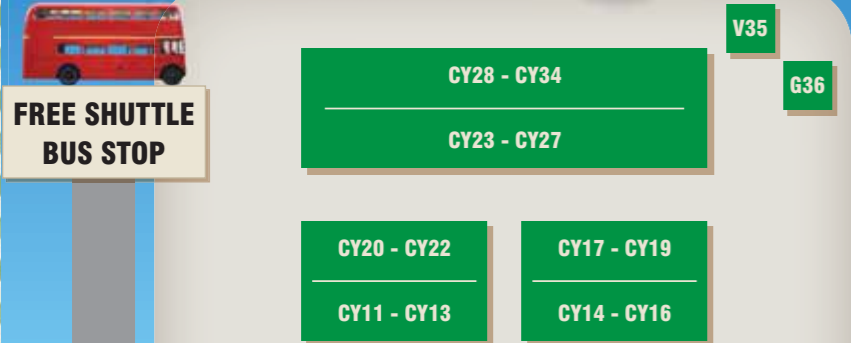 V35
CY28 - CY34
G36
FREE SHUTTLE
BUS STOP
CY23 - CY27
CY20 - CY22
CY17 - CY19
CY11 - CY13
CY14 - CY16